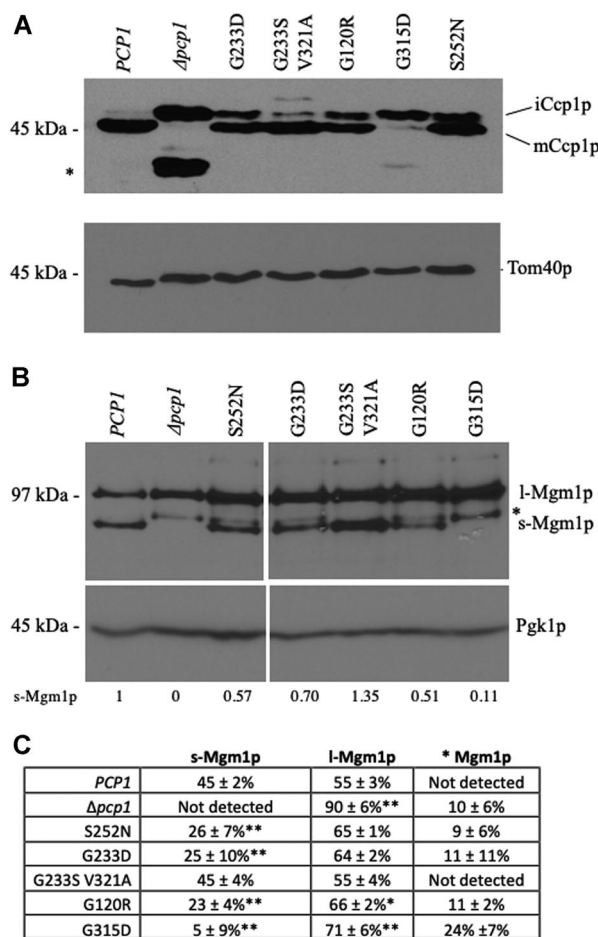 A
PCP1 Δpcp1 G233D G233S V321A G120R G315D S252N
iCcp1p
45 kDa -
mCcp1p
*
45 kDa -
Tom40p
B
PCP1 Δpcp1 S252N G233D G233S V321A G120R G315D
97 kDa -
l-Mgm1p
*
s-Mgm1p
45 kDa -
Pgk1p
s-Mgm1p 1 0 0.57 0.70 1.35 0.51 0.11
C
s-Mgm1p l-Mgm1p * Mgm1p
PCP1 45 ± 2% 55 ± 3% Not detected
Δpcp1 Not detected 90 ± 6%** 10 ± 6%
S252N 26 ± 7%** 65 ± 1% 9 ± 6%
G233D 25 ± 10%** 64 ± 2% 11 ± 11%
G233S V321A 45 ± 4% 55 ± 4% Not detected
G120R 23 ± 4%** 66 ± 2%* 11 ± 2%
G315D 5 ± 9%** 71 ± 6%** 24% ±7%